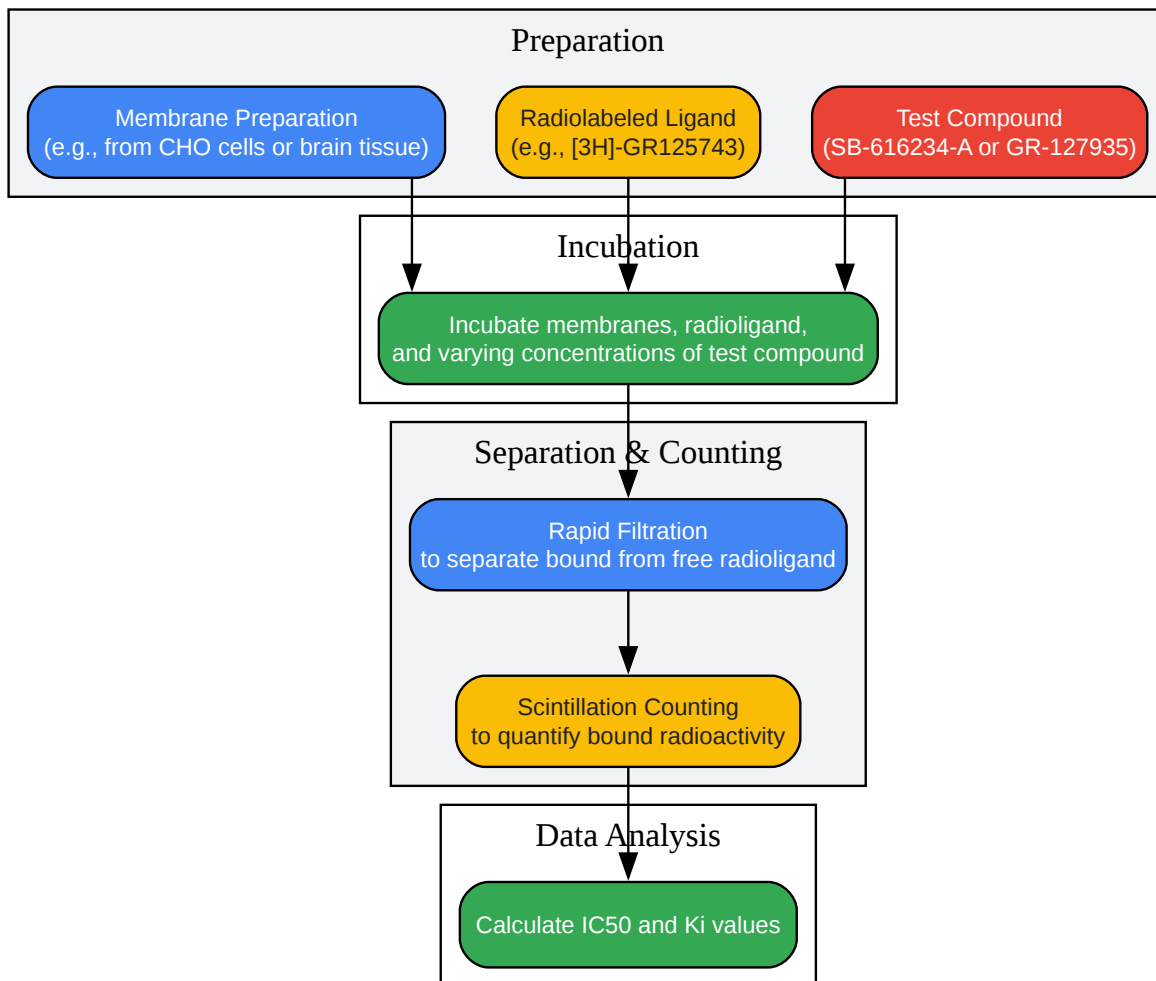 Preparation
Membrane Preparation
(e.g., from CHO cells or brain tissue)
Radiolabeled Ligand
(e.g., [3H]-GR125743)
Test Compound
(SB-616234-A or GR-127935)
Incubation
Incubate membranes, radioligand,
and varying concentrations of test compound
Separation & Counting
Rapid Filtration
to separate bound from free radioligand
Scintillation Counting
to quantify bound radioactivity
Data Analysis
Calculate IC50 and Ki values